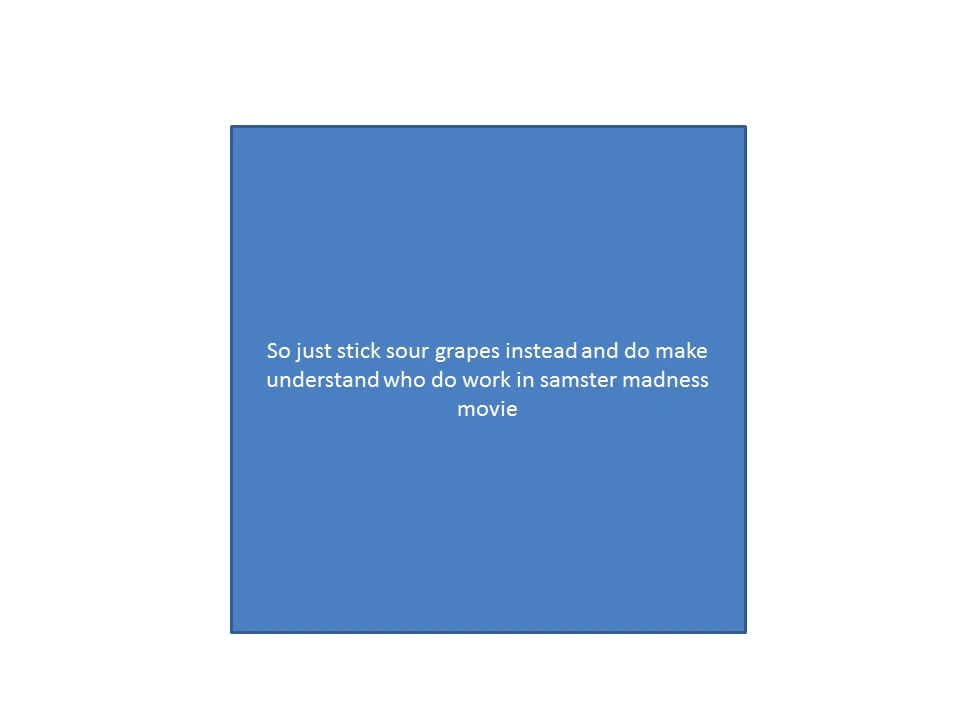 So just stick sour grapes instead and do make
understand who do work in samster madness
movie